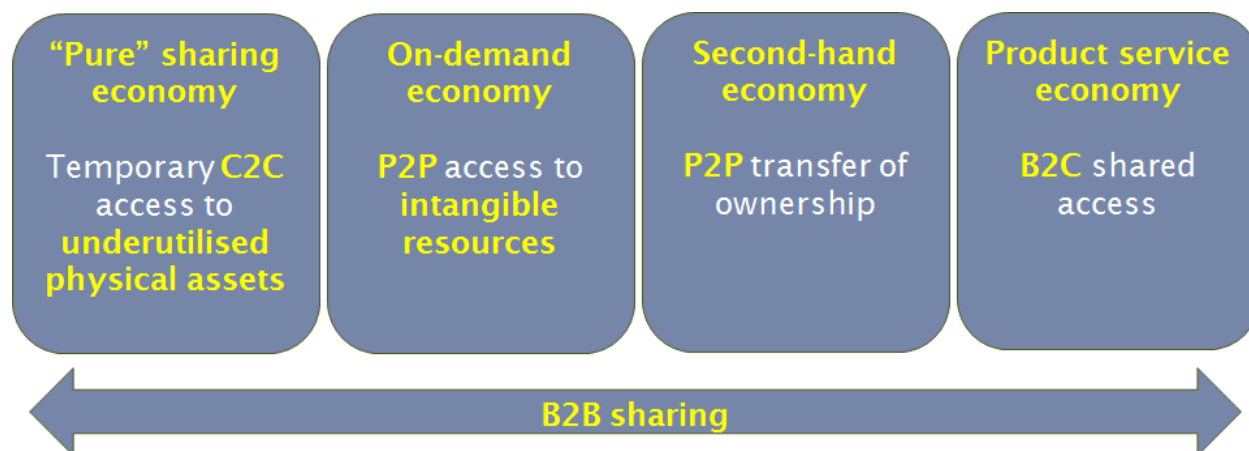 “Pure” sharing
economy
Temporary C2C
access to
underutilised
physical assets
On-demand
economy
P2P access to
intangible
resources
Second-hand
economy
P2P transfer of
ownership
Product service
economy
B2C shared
access
B2B sharing